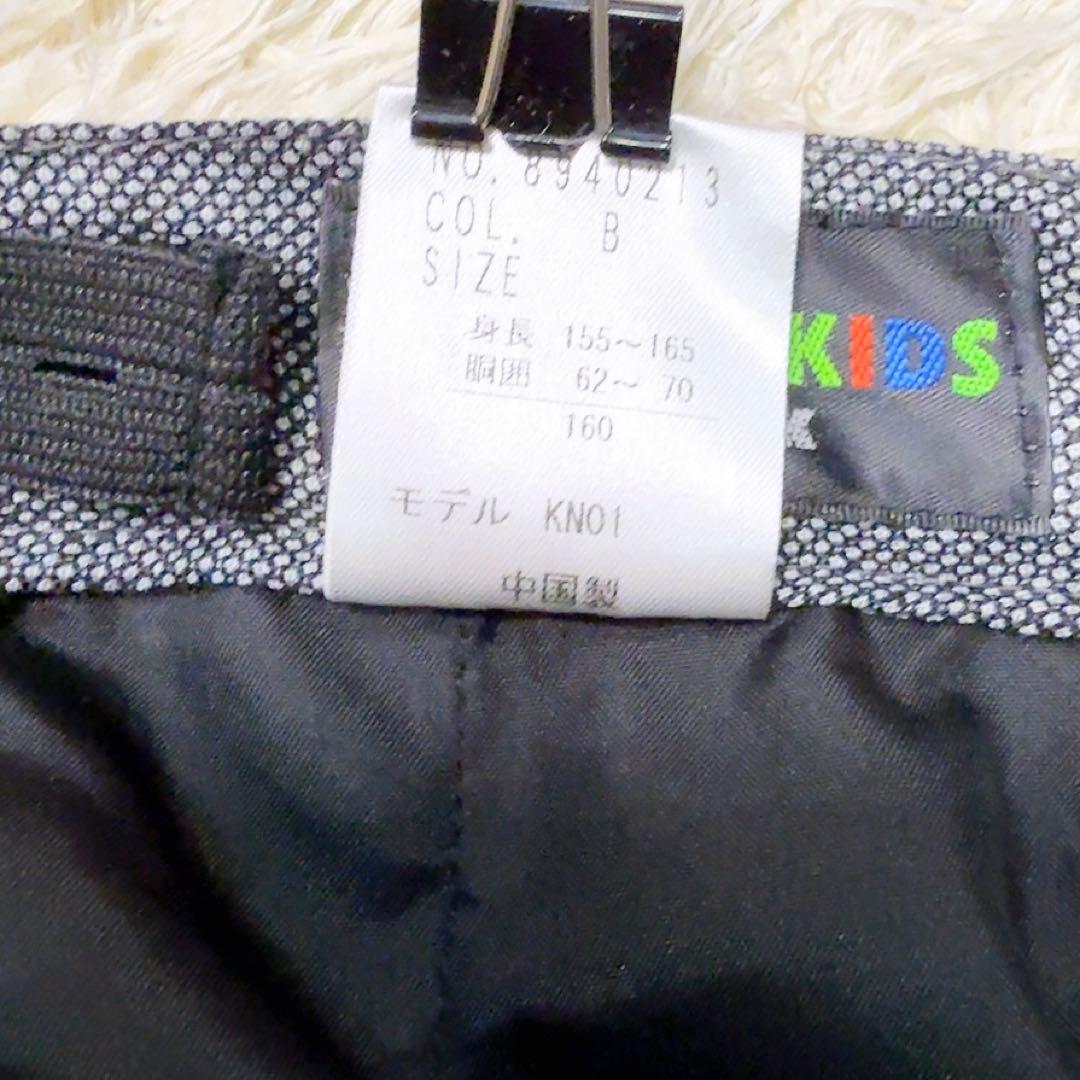 NO. 8940213
COL. B
SIZE
身長 155〜165
胴囲 62〜 70
160
モデル KN01
中国製
KIDS